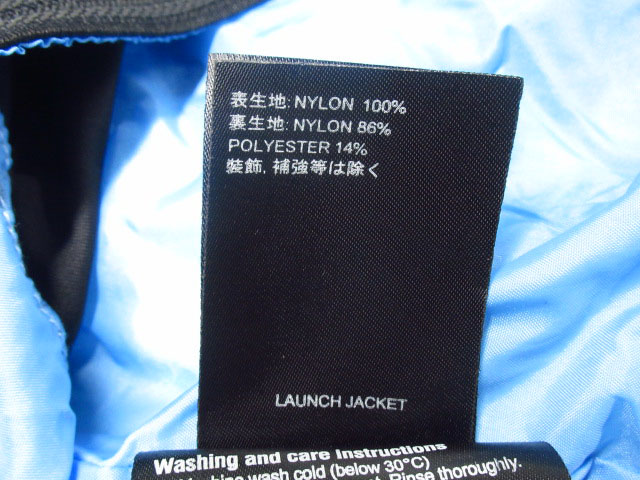 表生地: NYLON 100%
裏生地: NYLON 86%
POLYESTER 14%
装飾, 補強等は除く
LAUNCH JACKET
Washing and care instructions
wash cold (below 30°C)
Rinse thoroughly.